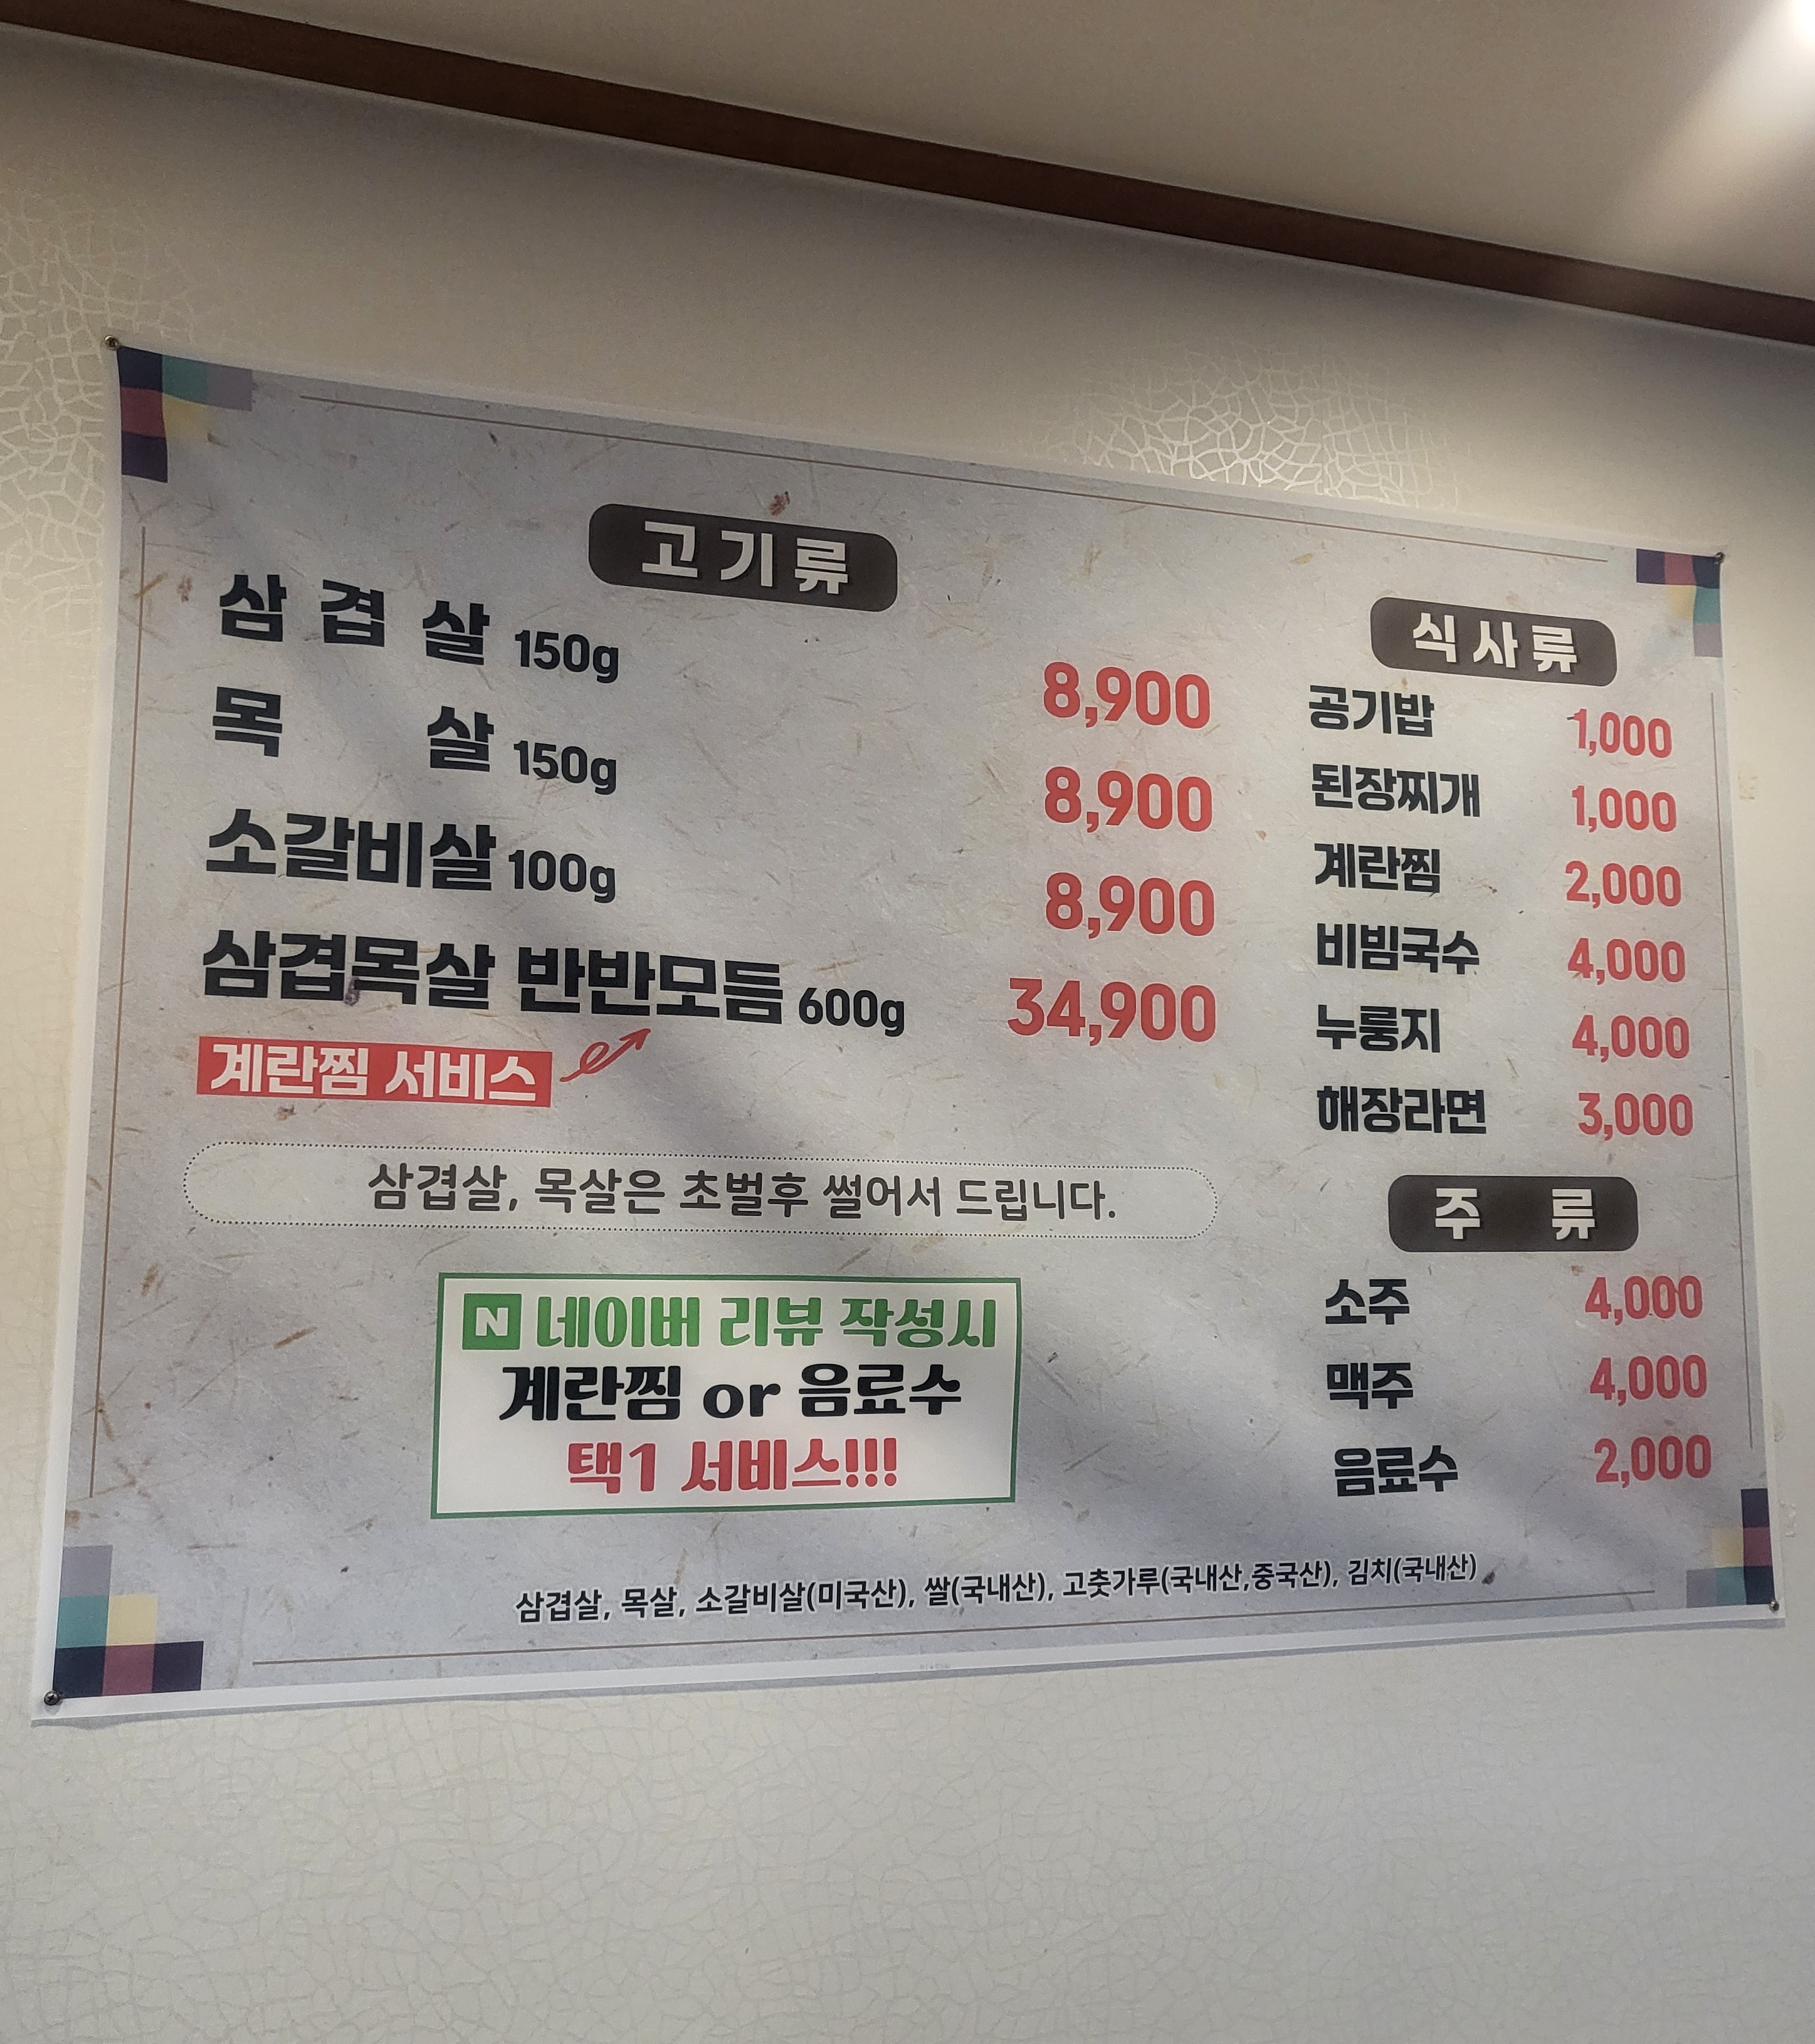 고기류
삼겹살 150g 8,900
목살 150g 8,900
소갈비살 100g 8,900
삼겹목살 반반모듬 600g 34,900
계란찜 서비스
삼겹살, 목살은 초벌후 썰어서 드립니다.
N 네이버 리뷰 작성시
계란찜 or 음료수
택1 서비스!!!
식사류
공기밥 1,000
된장찌개 1,000
계란찜 2,000
비빔국수 4,000
누룽지 4,000
해장라면 3,000
주류
소주 4,000
맥주 4,000
음료수 2,000
삼겹살, 목살, 소갈비살(미국산), 쌀(국내산), 고춧가루(국내산,중국산), 김치(국내산)